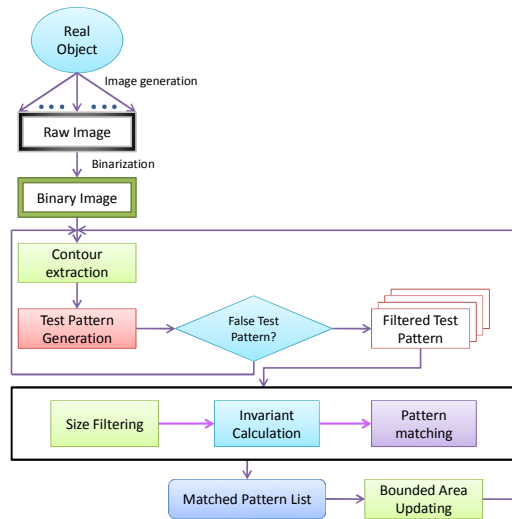 Real
Object
Image generation
Raw Image
Binarization
Binary Image
Contour
extraction
Test Pattern
Generation
False Test
Pattern?
Filtered Test
Pattern
Size Filtering
Invariant
Calculation
Pattern
matching
Matched Pattern List
Bounded Area
Updating